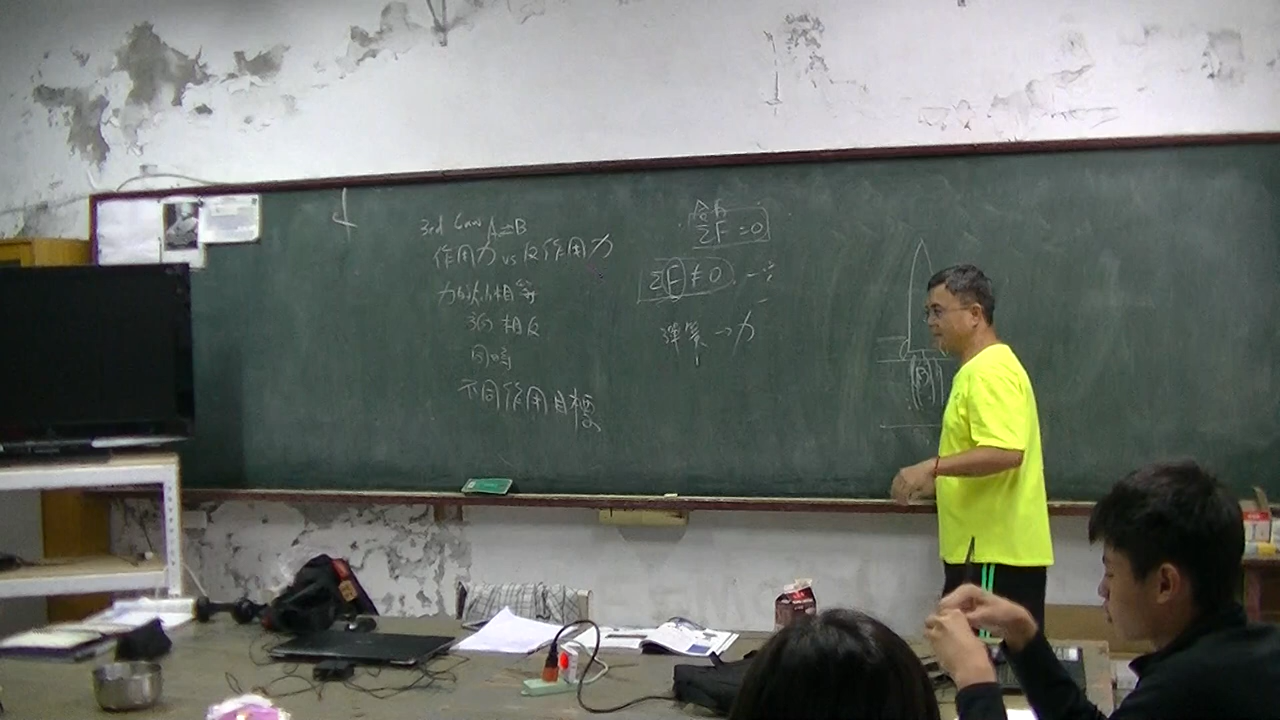 3rd Law A⇌B
作用力 vs 反作用力
力的大小相等
方向相反
同時
不同作用目標
合力
ΣF = 0
ΣF ≠ 0
彈簧 → 力